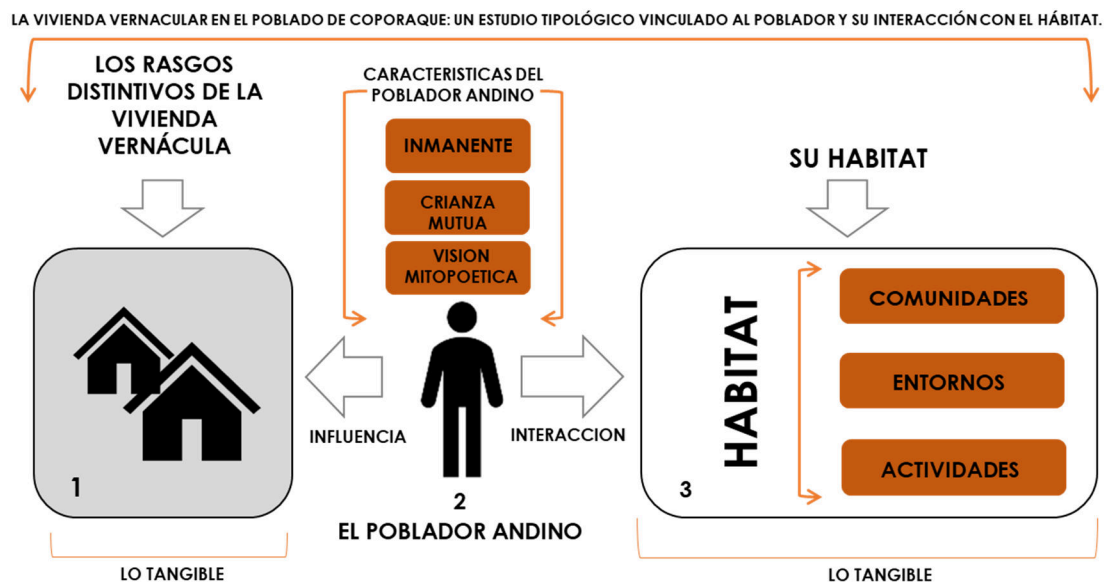 LA VIVIENDA VERNACULAR EN EL POBLADO DE COPORAQUE: UN ESTUDIO TIPOLÓGICO VINCULADO AL POBLADOR Y SU INTERACCIÓN CON EL HÁBITAT.
LOS RASGOS
DISTINTIVOS DE LA
VIVIENDA
VERNÁCULA
CARACTERISTICAS DEL
POBLADOR ANDINO
INMANENTE
CRIANZA
MUTUA
VISION
MITOPOETICA
SU HABITAT
HABITAT
COMUNIDADES
ENTORNOS
ACTIVIDADES
INFLUENCIA
INTERACCION
1
2
EL POBLADOR ANDINO
3
LO TANGIBLE
LO TANGIBLE